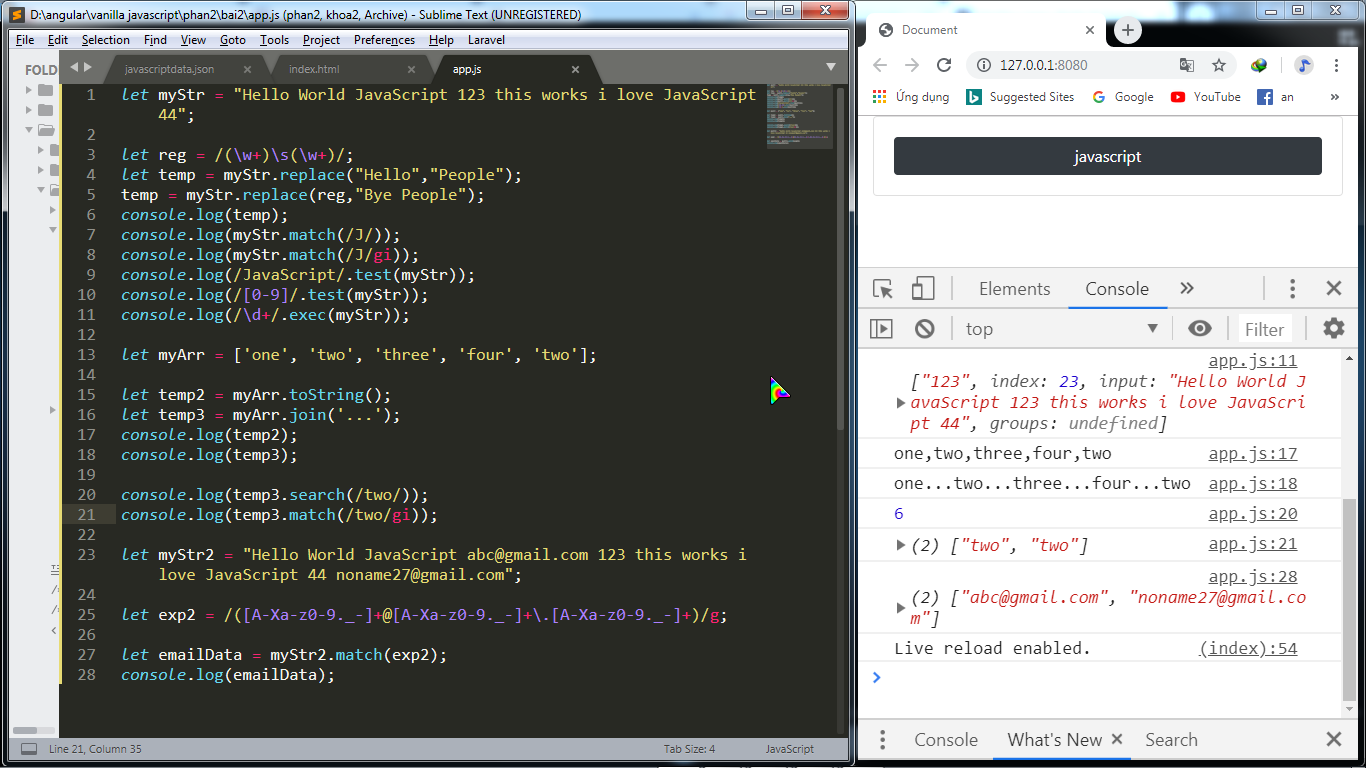 D:\angular\vanilla javascript\phan2\bai2\app.js (phan2, khoa2, Archive) - Sublime Text (UNREGISTERED)
File Edit Selection Find View Goto Tools Project Preferences Help Laravel
FOLD
javascriptdata.json index.html app.js
1 let myStr = "Hello World JavaScript 123 this works i love JavaScript
44";
2
3 let reg = /(\w+)\s(\w+)/;
4 let temp = myStr.replace("Hello","People");
5 temp = myStr.replace(reg,"Bye People");
6 console.log(temp);
7 console.log(myStr.match(/J/));
8 console.log(myStr.match(/J/gi));
9 console.log(/JavaScript/.test(myStr));
10 console.log(/[0-9]/.test(myStr));
11 console.log(/\d+/.exec(myStr));
12
13 let myArr = ['one', 'two', 'three', 'four', 'two'];
14
15 let temp2 = myArr.toString();
16 let temp3 = myArr.join('...');
17 console.log(temp2);
18 console.log(temp3);
19
20 console.log(temp3.search(/two/));
21 console.log(temp3.match(/two/gi));
22
23 let myStr2 = "Hello World JavaScript abc@gmail.com 123 this works i
love JavaScript 44 noname27@gmail.com";
24
25 let exp2 = /([A-Xa-z0-9._-]+@[A-Xa-z0-9._-]+\.[A-Xa-z0-9._-]+)/g;
26
27 let emailData = myStr2.match(exp2);
28 console.log(emailData);
Line 21, Column 35 Tab Size: 4 JavaScript
Document
127.0.0.1:8080
Ứng dụng Suggested Sites Google YouTube an »
javascript
Elements Console »
top Filter
app.js:11
["123", index: 23, input: "Hello World J
avaScript 123 this works i love JavaScri
pt 44", groups: undefined]
one,two,three,four,two app.js:17
one...two...three...four...two app.js:18
6 app.js:20
(2) ["two", "two"] app.js:21
app.js:28
(2) ["abc@gmail.com", "noname27@gmail.co
m"]
Live reload enabled. (index):54
Console What's New Search